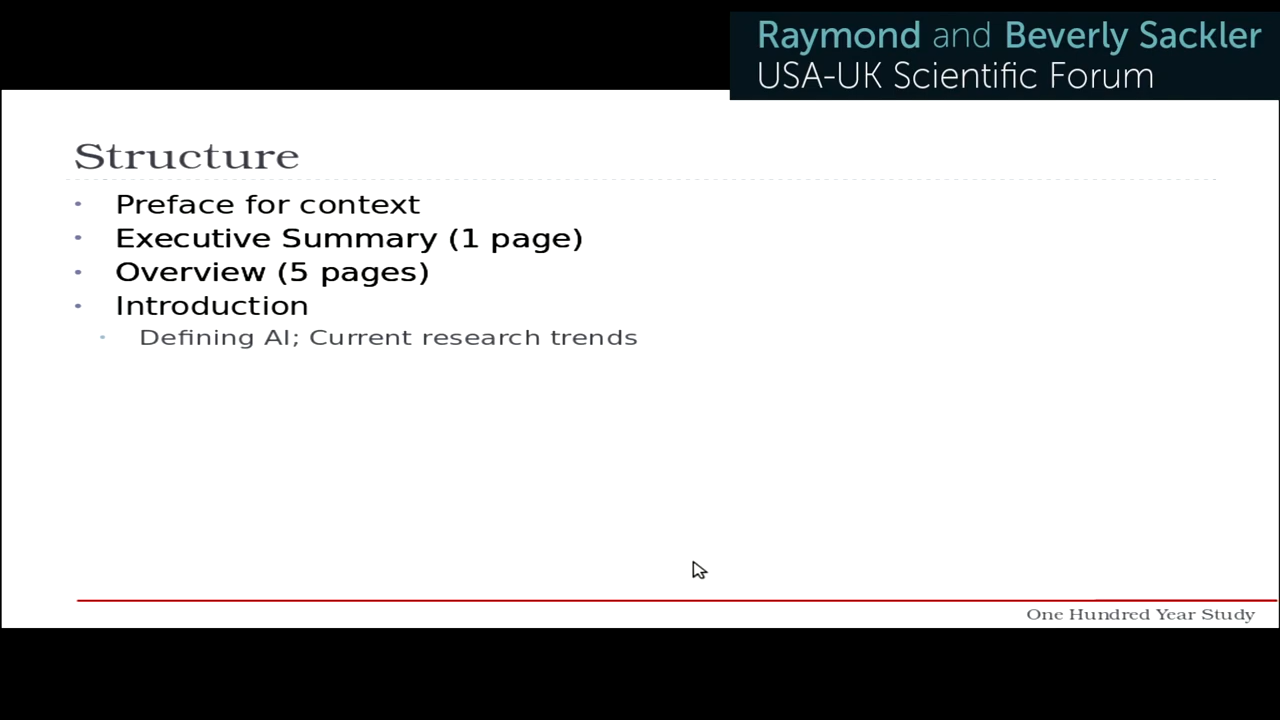 Raymond and Beverly Sackler
USA-UK Scientific Forum
Structure
• Preface for context
• Executive Summary (1 page)
• Overview (5 pages)
• Introduction
• Defining AI; Current research trends
One Hundred Year Study